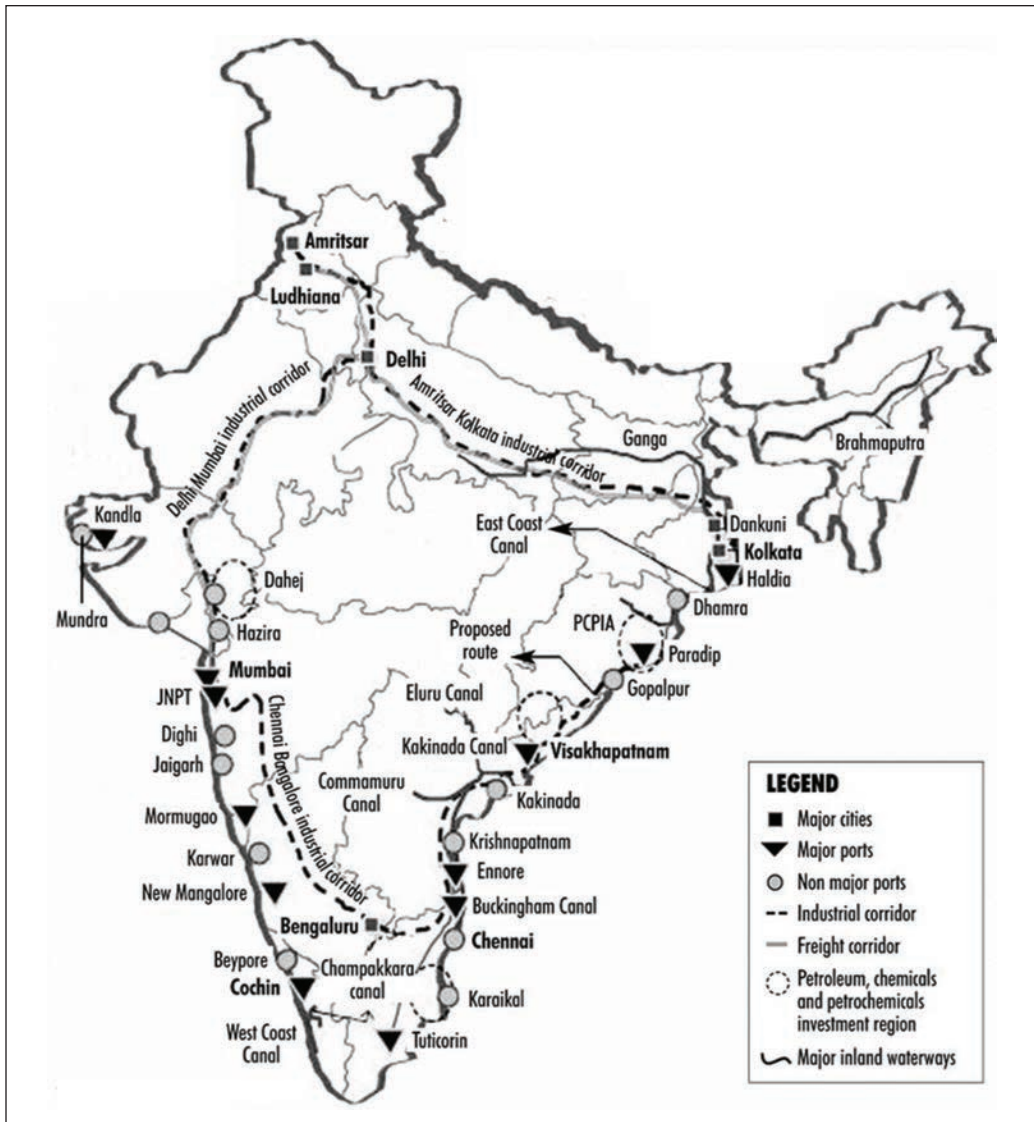 Amritsar
Ludhiana
Delhi
Delhi Mumbai industrial corridor
Amritsar Kolkata industrial corridor
Ganga
Brahmaputra
Kandla
East Coast
Canal
Dankuni
Kolkata
Haldia
Dahej
Mundra
Dhamra
PCPIA
Hazira
Proposed
route
Paradip
Mumbai
Gopalpur
JNPT
Eluru Canal
Dighi
Kakinada Canal
Visakhapatnam
Jaigarh
Chennai Bangalore industrial corridor
Commamuru
Canal
Kakinada
Mormugao
Krishnapatnam
Karwar
Ennore
New Mangalore
Buckingham Canal
Bengaluru
Chennai
Beypore
Champakkara
canal
Cochin
Karaikal
West Coast
Canal
Tuticorin
LEGEND
Major cities
Major ports
Non major ports
Industrial corridor
Freight corridor
Petroleum, chemicals
and petrochemicals
investment region
Major inland waterways